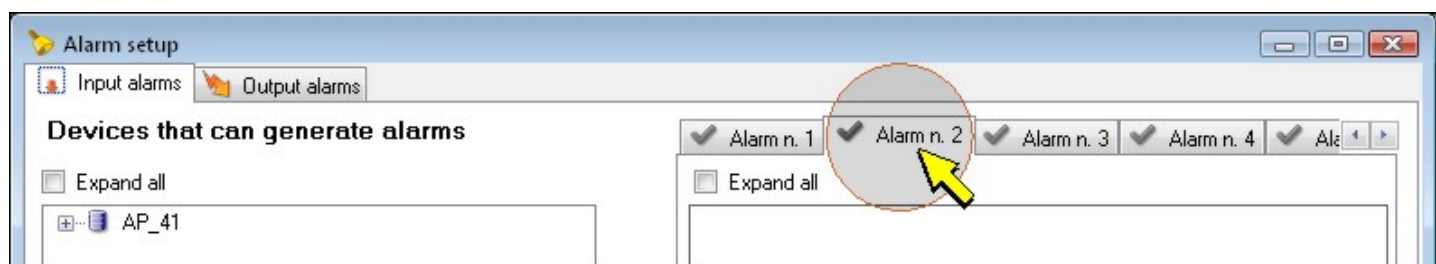 Alarm setup
Input alarms Output alarms
Devices that can generate alarms
Alarm n. 1 Alarm n. 2 Alarm n. 3 Alarm n. 4
Expand all Expand all
AP_41